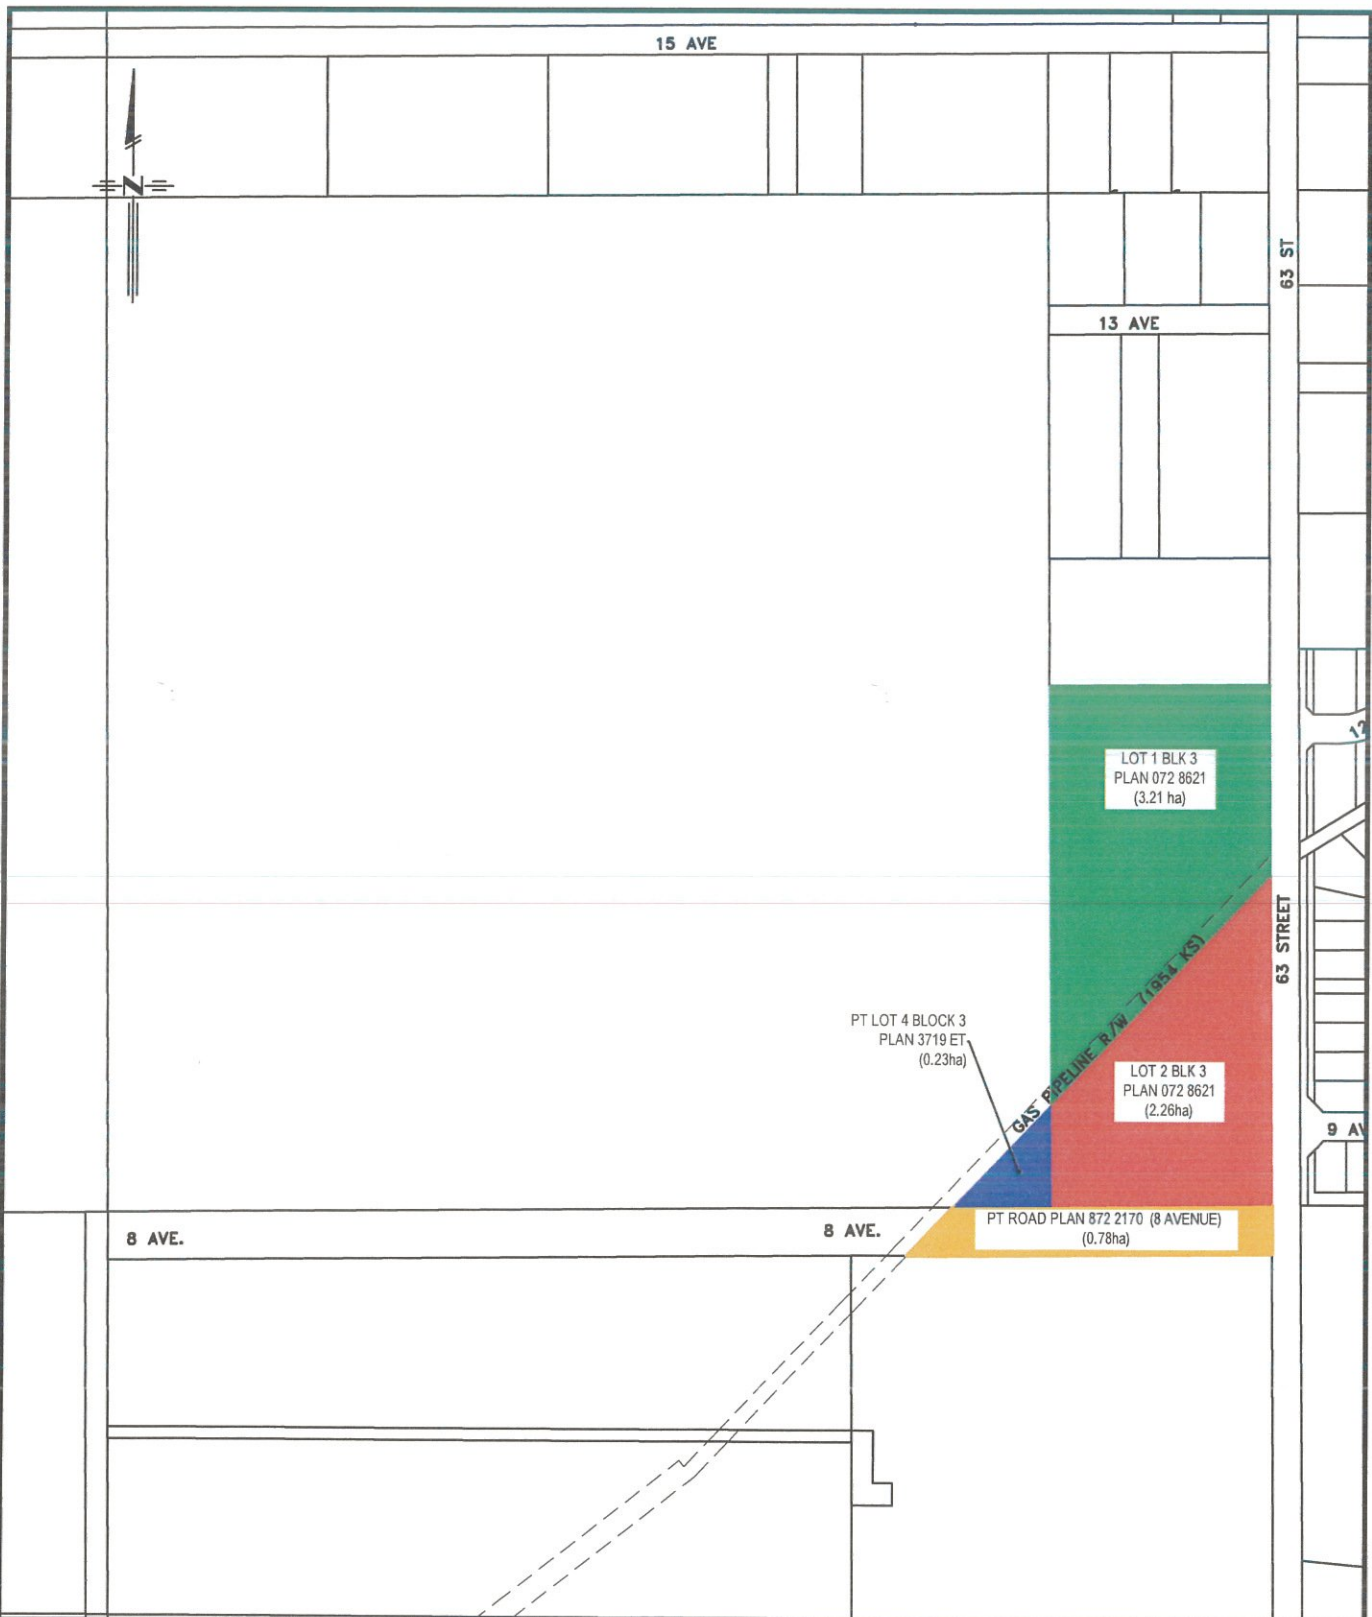 15 AVE
N
63 ST
13 AVE
12
LOT 1 BLK 3
PLAN 072 8621
(3.21 ha)
63 STREET
GAS PIPELINE R/W (1954 KS)
PT LOT 4 BLOCK 3
PLAN 3719 ET
(0.23ha)
LOT 2 BLK 3
PLAN 072 8621
(2.26ha)
9 AV
8 AVE.
8 AVE.
PT ROAD PLAN 872 2170 (8 AVENUE)
(0.78ha)